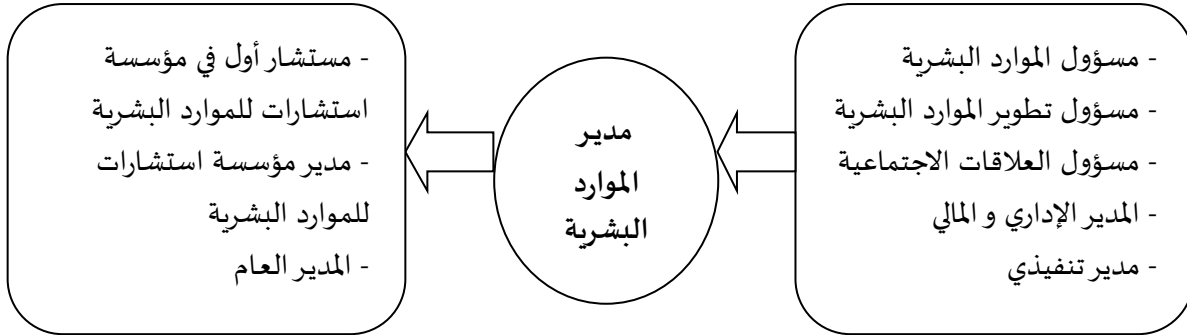 - مسؤول الموارد البشرية
- مسؤول تطوير الموارد البشرية
- مسؤول العلاقات الاجتماعية
- المدير الإداري و المالي
- مدير تنفيذي
مدير
الموارد
البشرية
- مستشار أول في مؤسسة
استشارات للموارد البشرية
- مدير مؤسسة استشارات
للموارد البشرية
- المدير العام